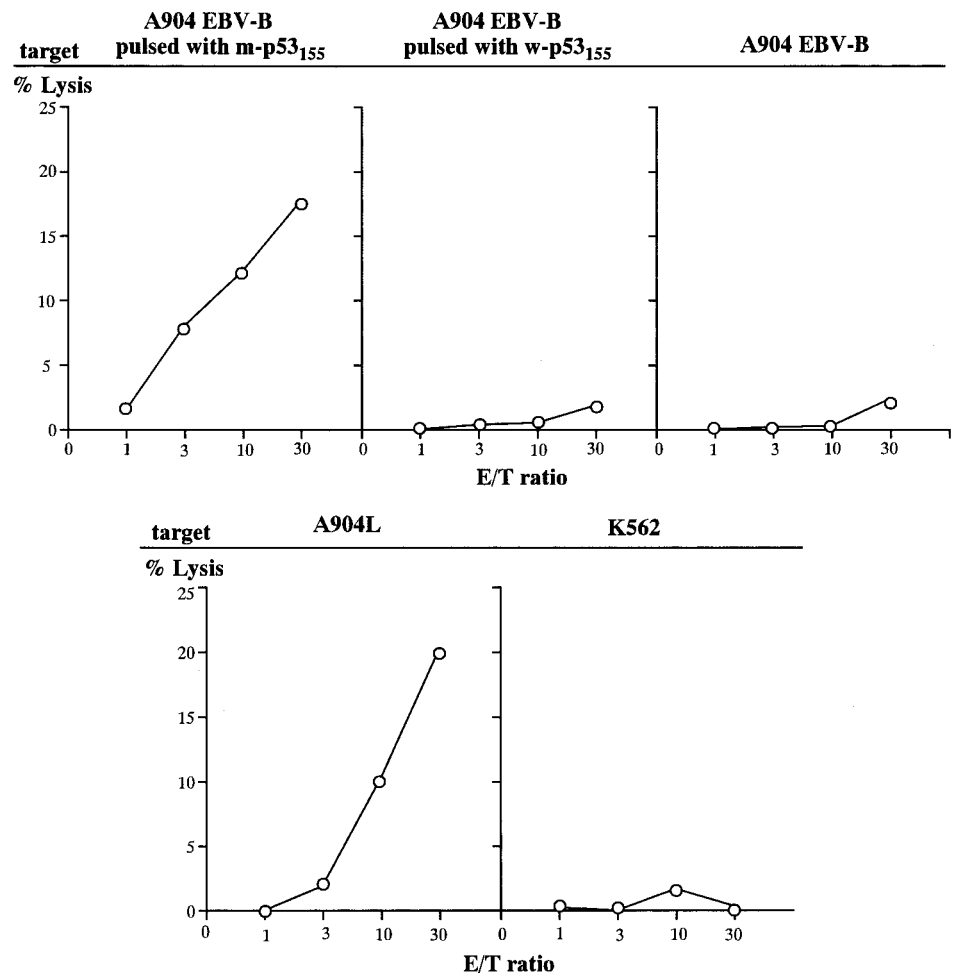 A904 EBV-B A904 EBV-B
target pulsed with m-p53155 pulsed with w-p53155 A904 EBV-B
% Lysis
25
20
15
10
5
0
0 1 3 10 30 0 1 3 10 30 0 1 3 10 30
E/T ratio
target A904L K562
% Lysis
25
20
15
10
5
0
0 1 3 10 30 0 1 3 10 30
E/T ratio